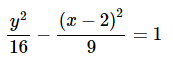 y²/16 − (x − 2)²/9 = 1